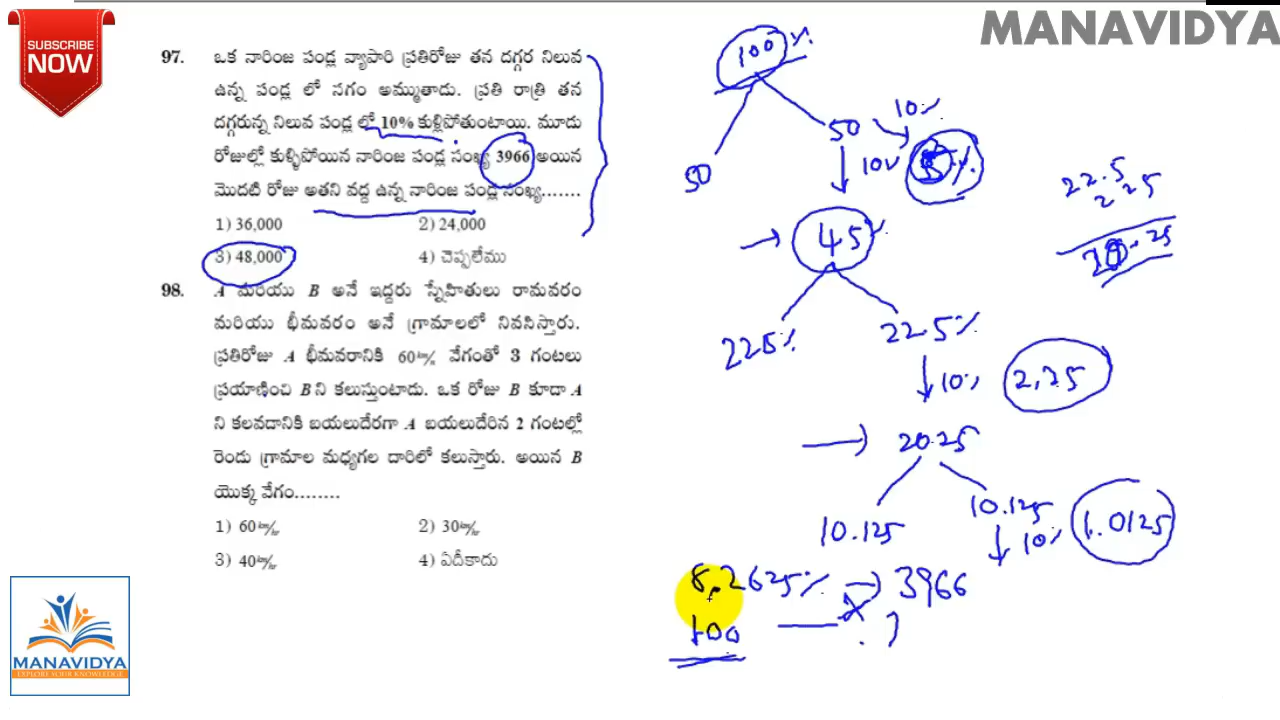 MANAVIDYA
SUBSCRIBE
NOW
97. ఒక నారింజ పండ్ల వ్యాపారి ప్రతిరోజు తన దగ్గర నిలువ
ఉన్న పండ్ల లో సగం అమ్ముతాడు. ప్రతి రాత్రి తన
దగ్గరున్న నిలువ పండ్ల లో 10% కుళ్లిపోతుంటాయి. మూడు
రోజుల్లో కుళ్ళిపోయిన నారింజ పండ్ల సంఖ్య 3966 అయిన
మొదటి రోజు అతని వద్ద ఉన్న నారింజ పండ్ల సంఖ్య.......
1) 36,000 2) 24,000
3) 48,000 4) చెప్పలేము
98. A మరియు B అనే ఇద్దరు స్నేహితులు రామవరం
మరియు భీమవరం అనే గ్రామాలలో నివసిస్తారు.
ప్రతిరోజు A భీమవరానికి 60km/hr వేగంతో 3 గంటలు
ప్రయాణించి B ని కలుస్తుంటాడు. ఒక రోజు B కూడా A
ని కలవడానికి బయలుదేరగా A బయలుదేరిన 2 గంటల్లో
రెండు గ్రామాల మధ్యగల దారిలో కలుస్తారు. అయిన B
యొక్క వేగం........
1) 60km/hr 2) 30km/hr
3) 40km/hr 4) ఏదీకాదు
100%
50 50 10%
10%
45%
22.5% 22.5%
10% 2.25
20.25
10.125 10.125
10% 1.0125
8.2625% → 3966
100 ?
22.5
2.25
MANAVIDYA
EXPLORE YOUR KNOWLEDGE